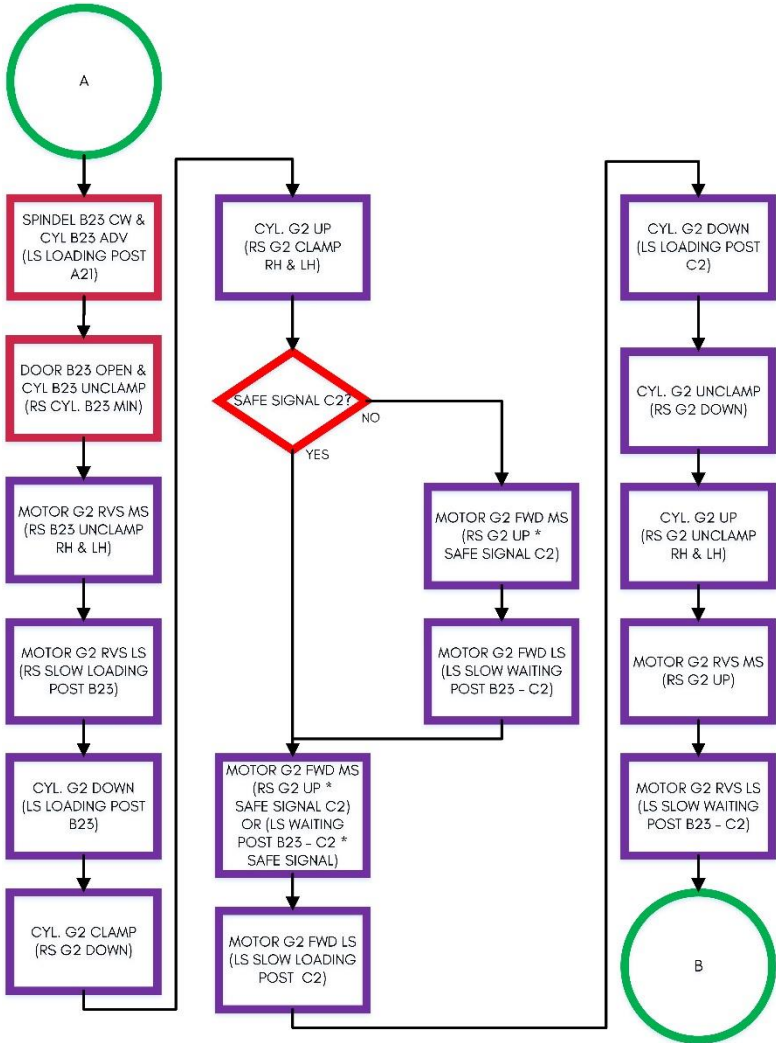 A
SPINDEL B23 CW &
CYL B23 ADV
(LS LOADING POST
A21)
DOOR B23 OPEN &
CYL B23 UNCLAMP
(RS CYL. B23 MIN)
MOTOR G2 RVS MS
(RS B23 UNCLAMP
RH & LH)
MOTOR G2 RVS LS
(RS SLOW LOADING
POST B23)
CYL. G2 DOWN
(LS LOADING POST
B23)
CYL. G2 CLAMP
(RS G2 DOWN)
CYL. G2 UP
(RS G2 CLAMP
RH & LH)
SAFE SIGNAL C2?
NO
YES
MOTOR G2 FWD MS
(RS G2 UP *
SAFE SIGNAL C2)
MOTOR G2 FWD LS
(LS SLOW WAITING
POST B23 - C2)
MOTOR G2 FWD MS
(RS G2 UP *
SAFE SIGNAL C2)
OR (LS WAITING
POST B23 - C2 *
SAFE SIGNAL)
MOTOR G2 FWD LS
(LS SLOW LOADING
POST C2)
CYL. G2 DOWN
(LS LOADING POST
C2)
CYL. G2 UNCLAMP
(RS G2 DOWN)
CYL. G2 UP
(RS G2 UNCLAMP
RH & LH)
MOTOR G2 RVS MS
(RS G2 UP)
MOTOR G2 RVS LS
(LS SLOW WAITING
POST B23 - C2)
B